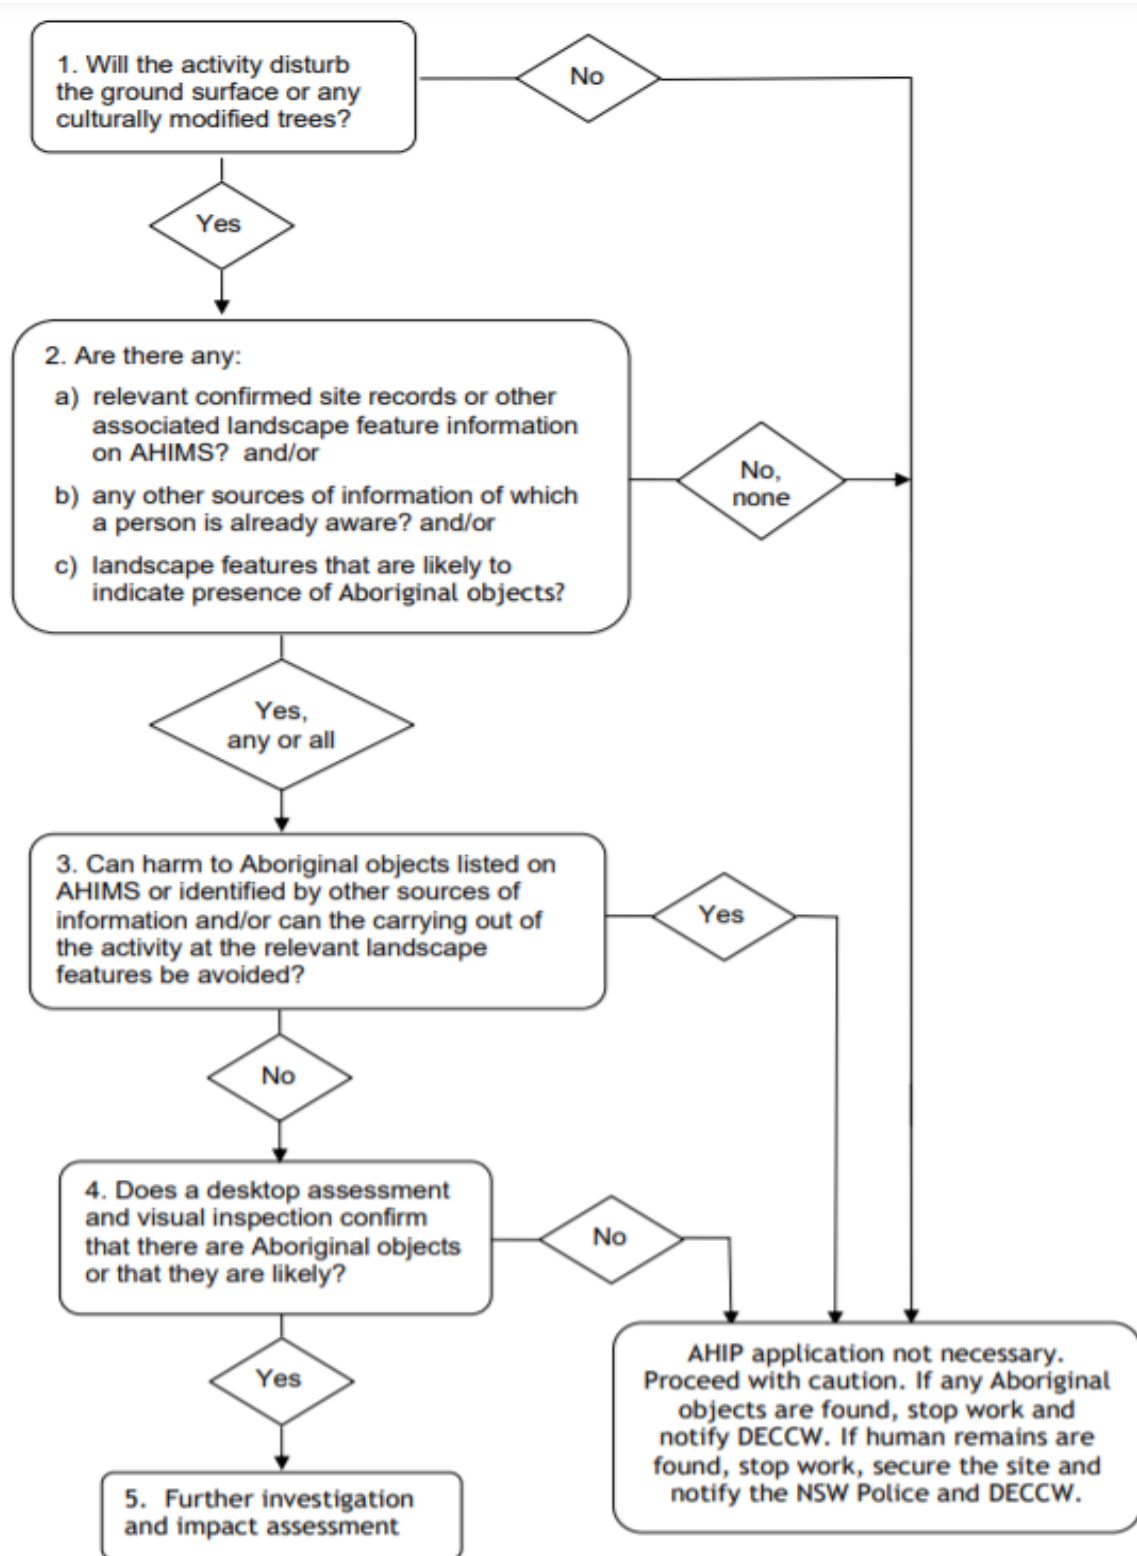 1. Will the activity disturb
the ground surface or any
culturally modified trees?
No
Yes
2. Are there any:
a) relevant confirmed site records or other
associated landscape feature information
on AHIMS? and/or
b) any other sources of information of which
a person is already aware? and/or
c) landscape features that are likely to
indicate presence of Aboriginal objects?
No,
none
Yes,
any or all
3. Can harm to Aboriginal objects listed on
AHIMS or identified by other sources of
information and/or can the carrying out of
the activity at the relevant landscape
features be avoided?
Yes
No
4. Does a desktop assessment
and visual inspection confirm
that there are Aboriginal objects
or that they are likely?
No
Yes
AHIP application not necessary.
Proceed with caution. If any Aboriginal
objects are found, stop work and
notify DECCW. If human remains are
found, stop work, secure the site and
notify the NSW Police and DECCW.
5. Further investigation
and impact assessment